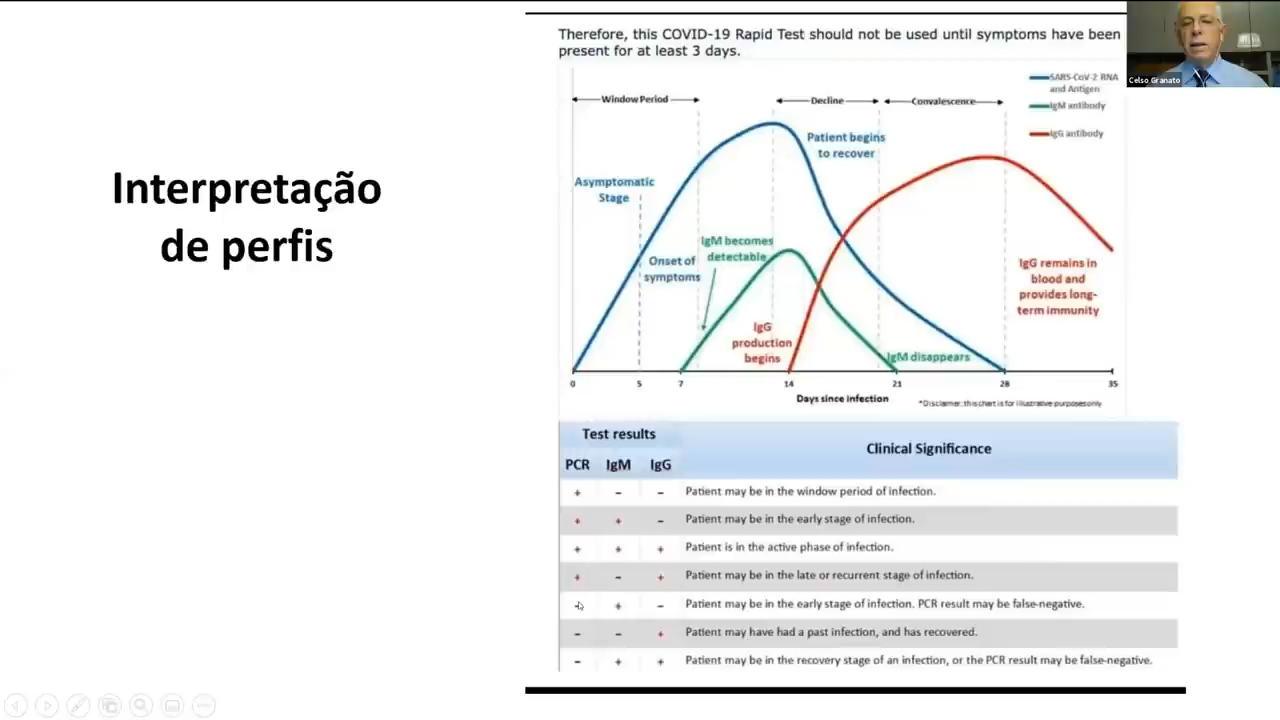 Therefore, this COVID-19 Rapid Test should not be used until symptoms have been
present for at least 3 days.
Celso Granato
Interpretação
de perfis
SARS-CoV-2 RNA
and Antigen
IgM antibody
IgG antibody
Window Period
Decline
Convalescence
Patient begins
to recover
Asymptomatic
Stage
IgM becomes
detectable
Onset of
symptoms
IgG remains in
blood and
provides long-
term immunity
IgG
production
begins
IgM disappears
0 5 7 14 21 28 35
Days since infection
*Disclaimer: this chart is for illustrative purposes only
Test results
Clinical Significance
PCR IgM IgG
+ - - Patient may be in the window period of infection.
+ + - Patient may be in the early stage of infection.
+ + + Patient is in the active phase of infection.
+ - + Patient may be in the late or recurrent stage of infection.
+ - Patient may be in the early stage of infection. PCR result may be false-negative.
- - + Patient may have had a past infection, and has recovered.
- + + Patient may be in the recovery stage of an infection, or the PCR result may be false-negative.